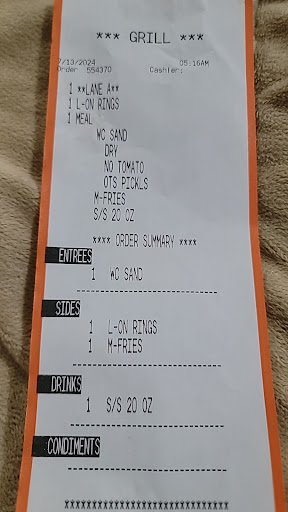 *** GRILL ***
7/13/2024 05:16AM
Order 554370 Cashier:
1 **LANE A**
1 L-ON RINGS
1 MEAL
WC SAND
DRY
NO TOMATO
OTS PICKLS
M-FRIES
S/S 20 OZ
**** ORDER SUMMARY ****
ENTREES
1 WC SAND
SIDES
1 L-ON RINGS
1 M-FRIES
DRINKS
1 S/S 20 OZ
CONDIMENTS